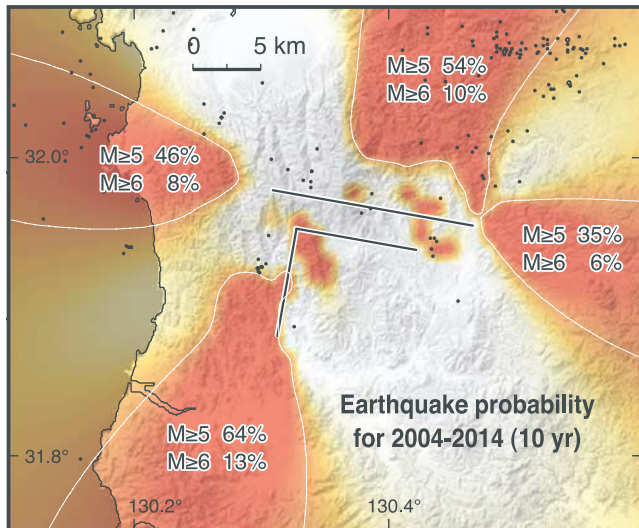 0 5 km
M≥5 54%
M≥6 10%
32.0°
M≥5 46%
M≥6 8%
M≥5 35%
M≥6 6%
Earthquake probability
for 2004-2014 (10 yr)
M≥5 64%
M≥6 13%
31.8°
130.2° 130.4°